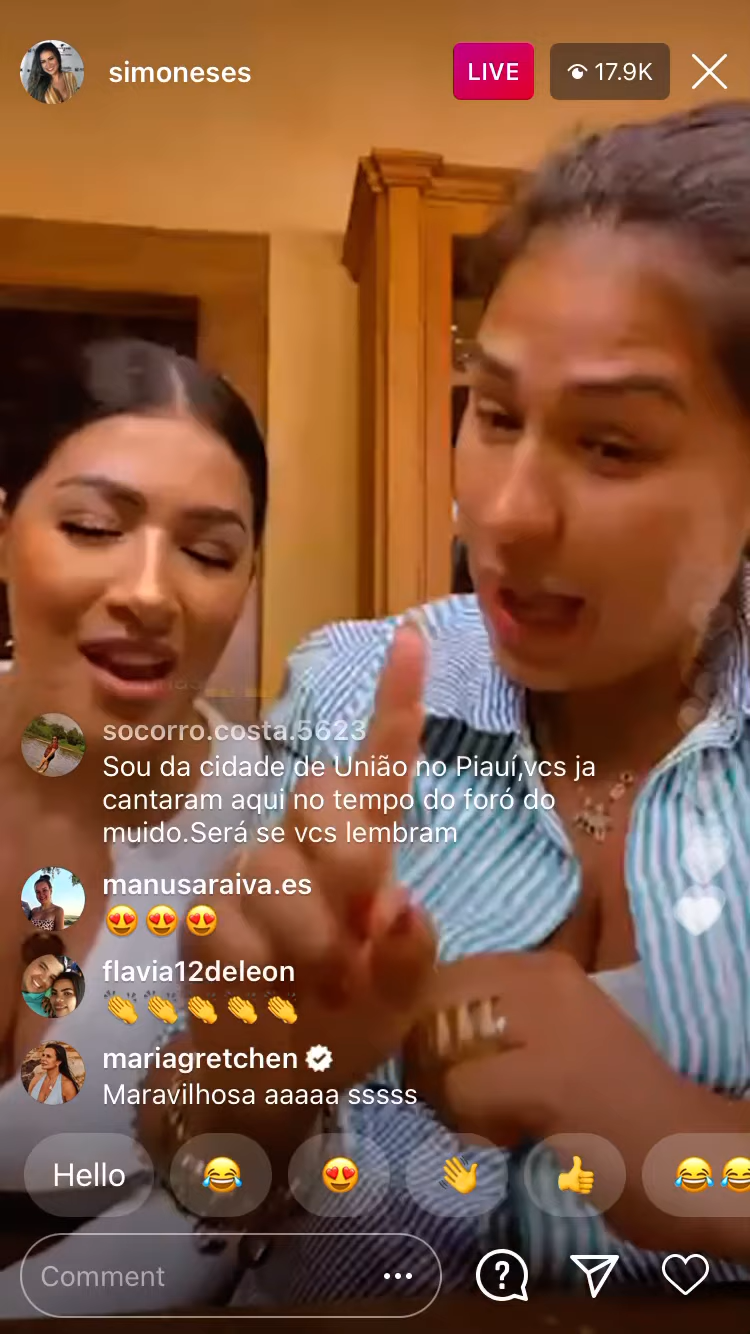 simoneses
LIVE
17.9K
socorro.costa.5623
Sou da cidade de União no Piauí,vcs ja
cantaram aqui no tempo do foró do
muido.Será se vcs lembram
manusaraiva.es
😍😍😍
flavia12deleon
👏👏👏👏👏
mariagretchen
Maravilhosa aaaaa sssss
Hello 😂 😍 👋 👍 😂😂
Comment